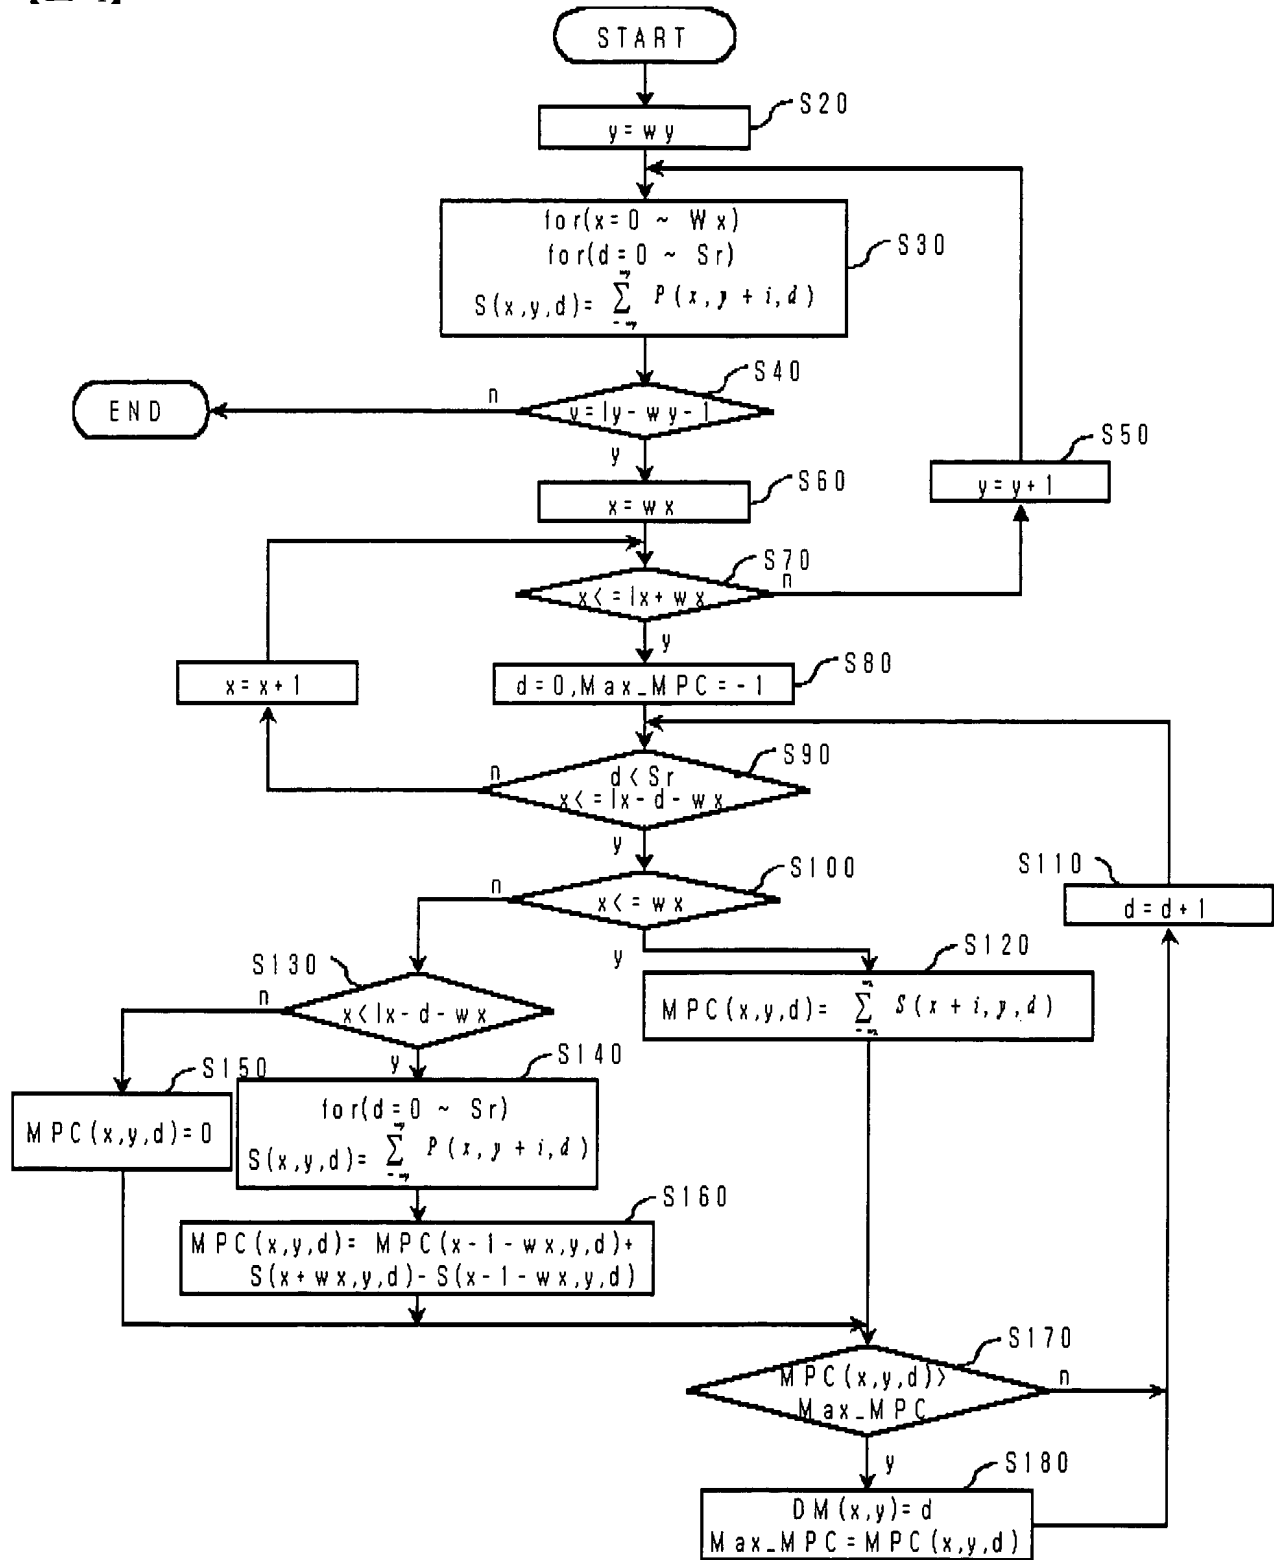 START
S20
y=wy
for(x=0 ~ Wx)
for(d=0 ~ Sr)
S(x,y,d)= ∑ P(x, y + i, d)
S30
S40
n
y=Iy-wy-1
END
y
S50
y=y+1
S60
x=wx
S70
n
x<=Ix+wx
y
S80
x=x+1
d=0,Max_MPC=-1
S90
n
d<Sr
x<=Ix-d-wx
y
S100
n
x<=wx
y
S110
d=d+1
S120
MPC(x,y,d)= ∑ S(x + i, y, d)
S130
n
x<Ix-d-wx
y
S150
MPC(x,y,d)=0
S140
for(d=0 ~ Sr)
S(x,y,d)= ∑ P(x, y + i, d)
S160
MPC(x,y,d)= MPC(x-1-wx,y,d)+
S(x+wx,y,d)-S(x-1-wx,y,d)
S170
n
MPC(x,y,d)>
Max_MPC
y
S180
DM(x,y)=d
Max_MPC=MPC(x,y,d)